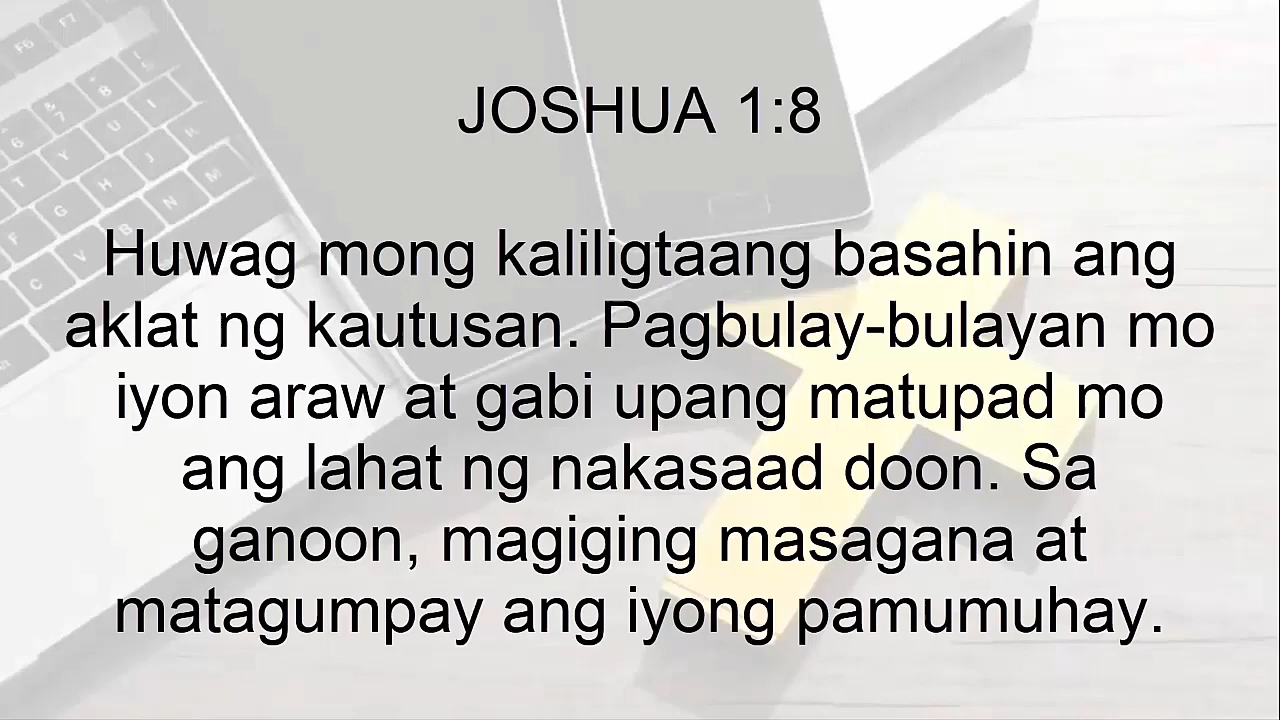 JOSHUA 1:8
Huwag mong kaliligtaang basahin ang
aklat ng kautusan. Pagbulay-bulayan mo
iyon araw at gabi upang matupad mo
ang lahat ng nakasaad doon. Sa
ganoon, magiging masagana at
matagumpay ang iyong pamumuhay.